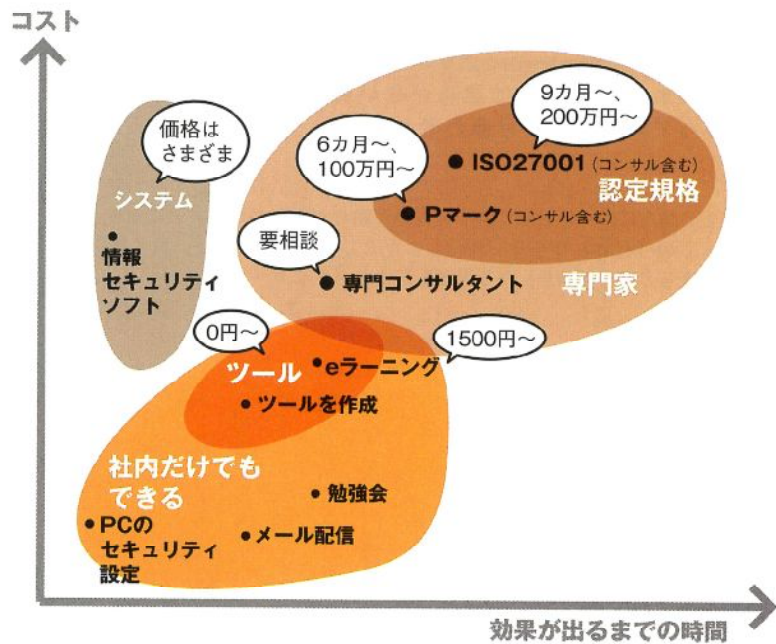 コスト
9カ月～、
200万円～
価格は
さまざま
6カ月～、
100万円～
ISO27001（コンサル含む）
認定規格
システム
Pマーク（コンサル含む）
要相談
情報
セキュリティ
ソフト
専門コンサルタント
専門家
0円～
1500円～
ツール
eラーニング
ツールを作成
社内だけでも
できる
勉強会
PCの
セキュリティ
設定
メール配信
効果が出るまでの時間